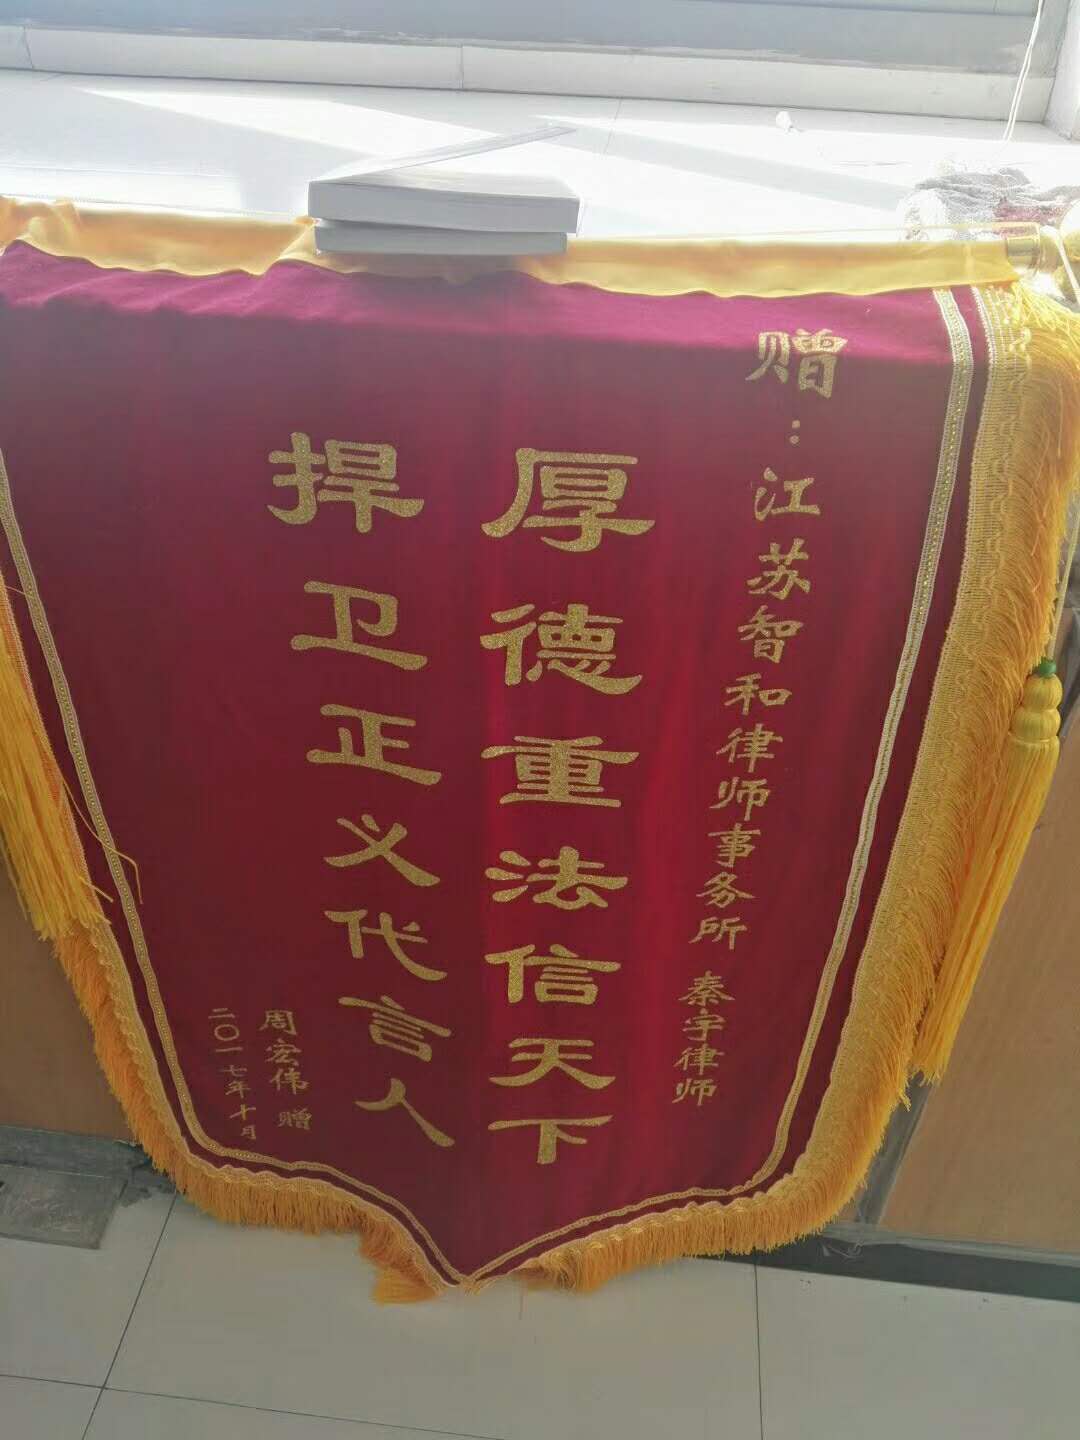 赠：江苏智和律师事务所 秦宇律师
厚德重法信天下
捍卫正义代言人
周宏伟 赠
二〇一七年十月